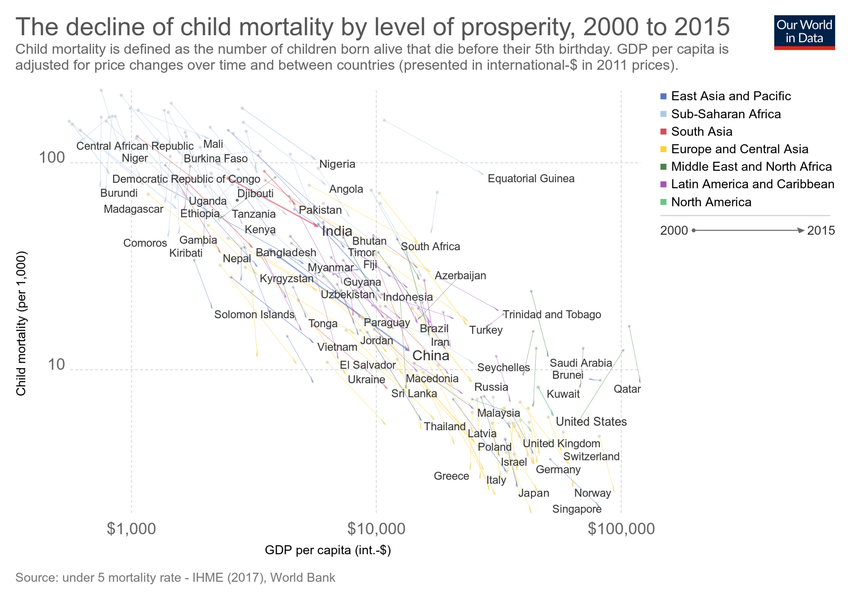 The decline of child mortality by level of prosperity, 2000 to 2015
Our World
in Data
Child mortality is defined as the number of children born alive that die before their 5th birthday. GDP per capita is
adjusted for price changes over time and between countries (presented in international-$ in 2011 prices).
East Asia and Pacific
Sub-Saharan Africa
South Asia
Europe and Central Asia
Middle East and North Africa
Latin America and Caribbean
North America
2000
2015
Child mortality (per 1,000)
100
10
Central African Republic
Mali
Niger
Burkina Faso
Nigeria
Democratic Republic of Congo
Equatorial Guinea
Burundi
Djibouti
Angola
Uganda
Madagascar
Ethiopia
Tanzania
Pakistan
Kenya
India
Comoros
Gambia
Bhutan
South Africa
Kiribati
Nepal
Bangladesh
Timor
Fiji
Myanmar
Kyrgyzstan
Guyana
Azerbaijan
Uzbekistan
Indonesia
Solomon Islands
Tonga
Paraguay
Brazil
Turkey
Trinidad and Tobago
Vietnam
Jordan
Iran
China
El Salvador
Seychelles
Saudi Arabia
Ukraine
Macedonia
Brunei
Sri Lanka
Russia
Kuwait
Qatar
Malaysia
United States
Thailand
Latvia
Poland
United Kingdom
Israel
Switzerland
Germany
Greece
Italy
Japan
Norway
Singapore
$1,000
$10,000
$100,000
GDP per capita (int.-$)
Source: under 5 mortality rate - IHME (2017), World Bank